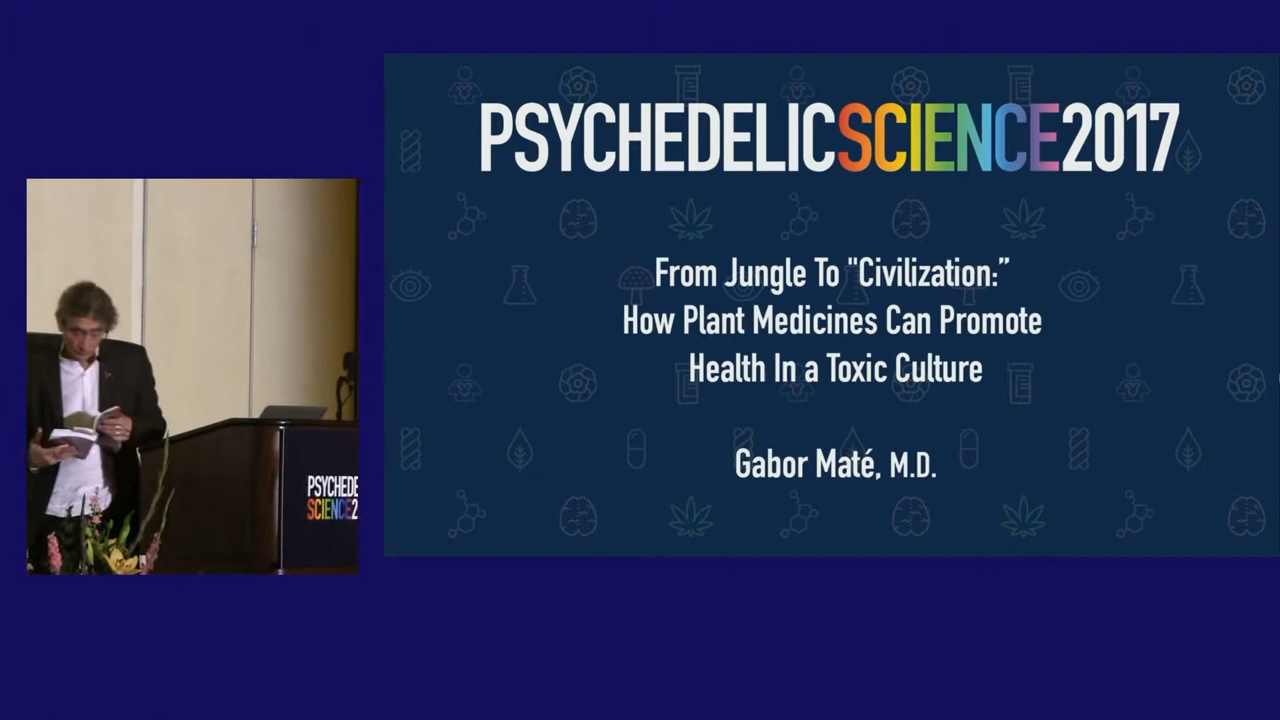 PSYCHEDELICSCIENCE2017
From Jungle To "Civilization:”
How Plant Medicines Can Promote
Health In a Toxic Culture
Gabor Maté, M.D.
PSYCHEDE
SCIENCE2